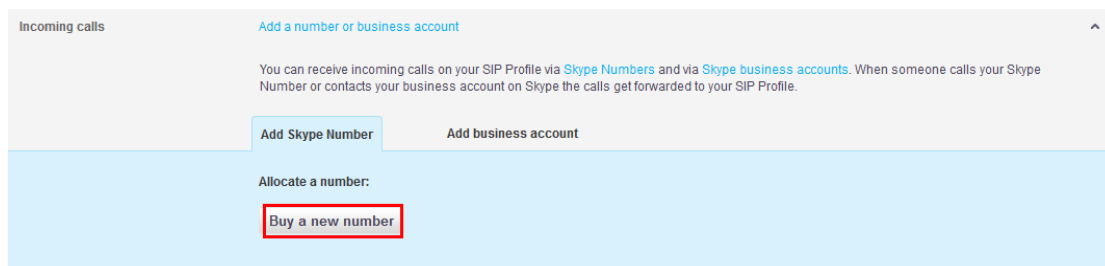 Incoming calls
Add a number or business account
You can receive incoming calls on your SIP Profile via Skype Numbers and via Skype business accounts. When someone calls your Skype
Number or contacts your business account on Skype the calls get forwarded to your SIP Profile.
Add Skype Number
Add business account
Allocate a number:
Buy a new number